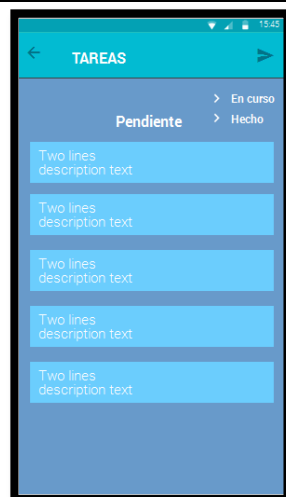 15:45
TAREAS
> En curso
Pendiente > Hecho
Two lines
description text
Two lines
description text
Two lines
description text
Two lines
description text
Two lines
description text